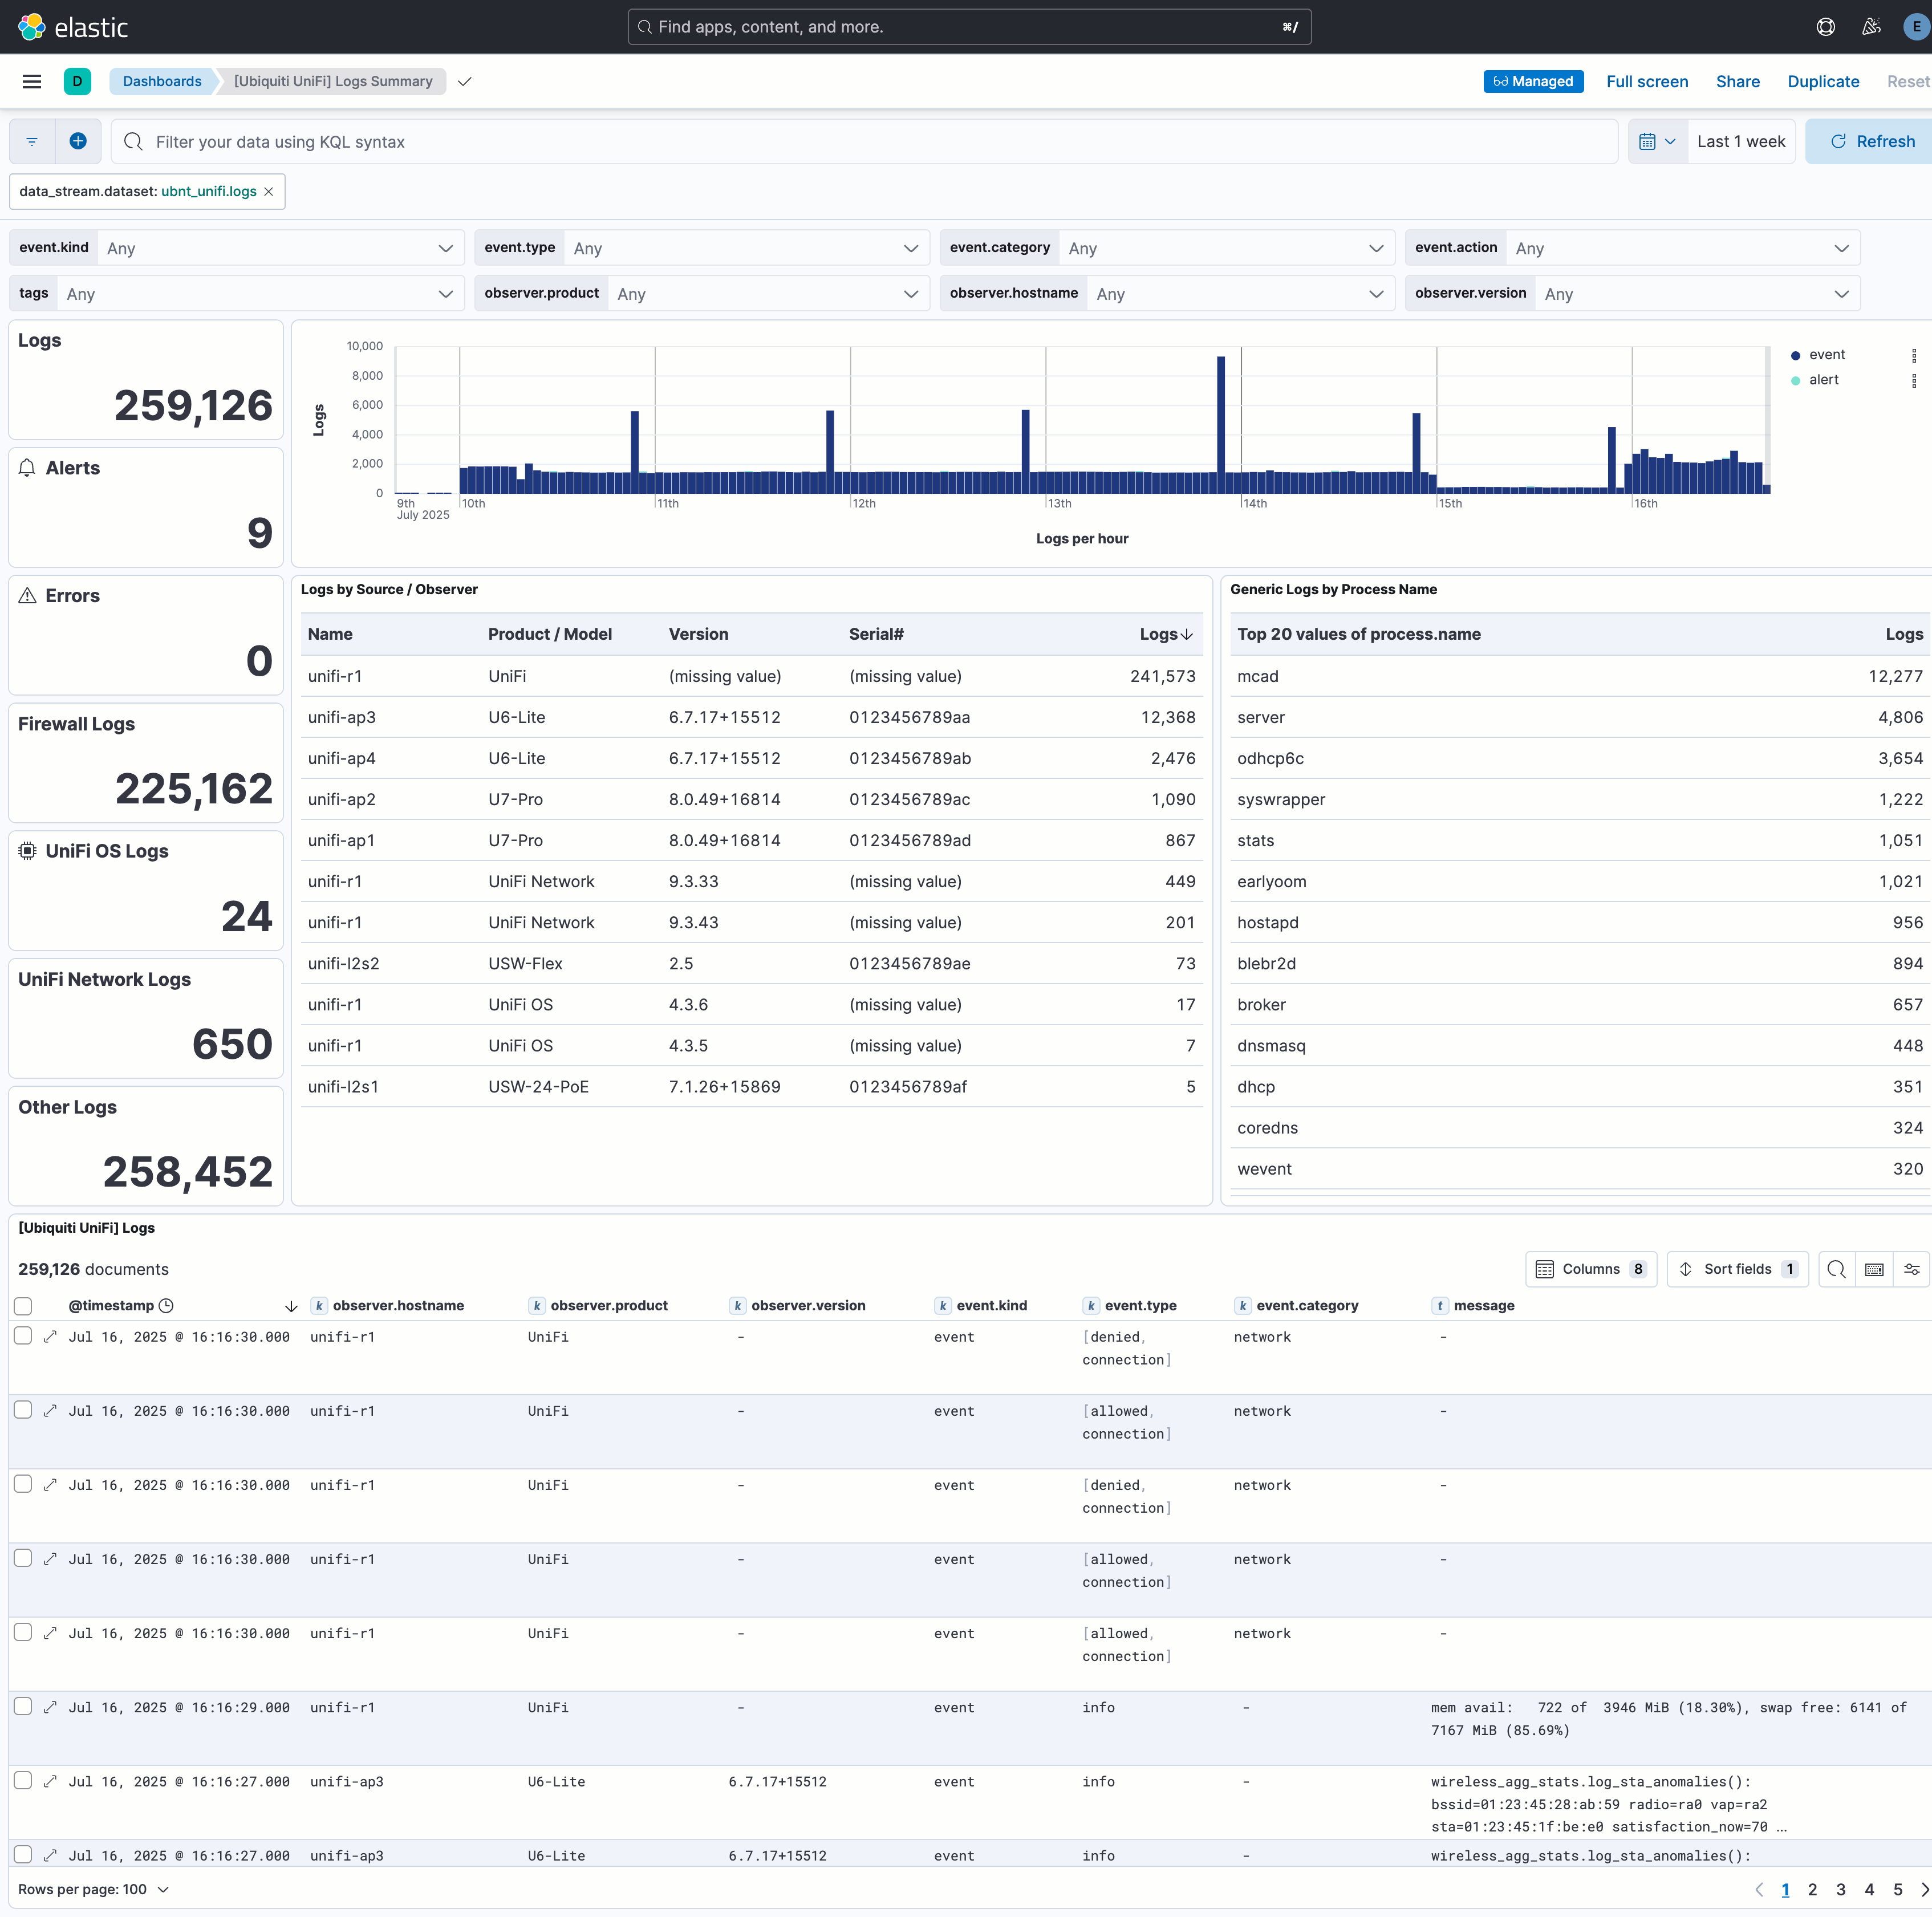 elastic
Find apps, content, and more.
⌘/
E
D
Dashboards
[Ubiquiti UniFi] Logs Summary
Managed
Full screen
Share
Duplicate
Reset
Filter your data using KQL syntax
Last 1 week
Refresh
data_stream.dataset: ubnt_unifi.logs
event.kind Any
event.type Any
event.category Any
event.action Any
tags Any
observer.product Any
observer.hostname Any
observer.version Any
Logs
259,126
Alerts
9
Errors
0
Firewall Logs
225,162
UniFi OS Logs
24
UniFi Network Logs
650
Other Logs
258,452
Logs
10,000
8,000
6,000
4,000
2,000
0
9th
July 2025
10th
11th
12th
13th
14th
15th
16th
Logs per hour
event
alert
Logs by Source / Observer
Name Product / Model Version Serial# Logs
unifi-r1 UniFi (missing value) (missing value) 241,573
unifi-ap3 U6-Lite 6.7.17+15512 0123456789aa 12,368
unifi-ap4 U6-Lite 6.7.17+15512 0123456789ab 2,476
unifi-ap2 U7-Pro 8.0.49+16814 0123456789ac 1,090
unifi-ap1 U7-Pro 8.0.49+16814 0123456789ad 867
unifi-r1 UniFi Network 9.3.33 (missing value) 449
unifi-r1 UniFi Network 9.3.43 (missing value) 201
unifi-l2s2 USW-Flex 2.5 0123456789ae 73
unifi-r1 UniFi OS 4.3.6 (missing value) 17
unifi-r1 UniFi OS 4.3.5 (missing value) 7
unifi-l2s1 USW-24-PoE 7.1.26+15869 0123456789af 5
Generic Logs by Process Name
Top 20 values of process.name Logs
mcad 12,277
server 4,806
odhcp6c 3,654
syswrapper 1,222
stats 1,051
earlyoom 1,021
hostapd 956
blebr2d 894
broker 657
dnsmasq 448
dhcp 351
coredns 324
wevent 320
[Ubiquiti UniFi] Logs
259,126 documents
Columns 8
Sort fields 1
@timestamp k observer.hostname k observer.product k observer.version k event.kind k event.type k event.category t message
Jul 16, 2025 @ 16:16:30.000 unifi-r1 UniFi - event [denied, network -
connection]
Jul 16, 2025 @ 16:16:30.000 unifi-r1 UniFi - event [allowed, network -
connection]
Jul 16, 2025 @ 16:16:30.000 unifi-r1 UniFi - event [denied, network -
connection]
Jul 16, 2025 @ 16:16:30.000 unifi-r1 UniFi - event [allowed, network -
connection]
Jul 16, 2025 @ 16:16:30.000 unifi-r1 UniFi - event [allowed, network -
connection]
Jul 16, 2025 @ 16:16:29.000 unifi-r1 UniFi - event info - mem avail: 722 of 3946 MiB (18.30%), swap free: 6141 of
7167 MiB (85.69%)
Jul 16, 2025 @ 16:16:27.000 unifi-ap3 U6-Lite 6.7.17+15512 event info - wireless_agg_stats.log_sta_anomalies():
bssid=01:23:45:28:ab:59 radio=ra0 vap=ra2
sta=01:23:45:1f:be:e0 satisfaction_now=70 …
Jul 16, 2025 @ 16:16:27.000 unifi-ap3 U6-Lite 6.7.17+15512 event info - wireless_agg_stats.log_sta_anomalies():
Rows per page: 100
1 2 3 4 5